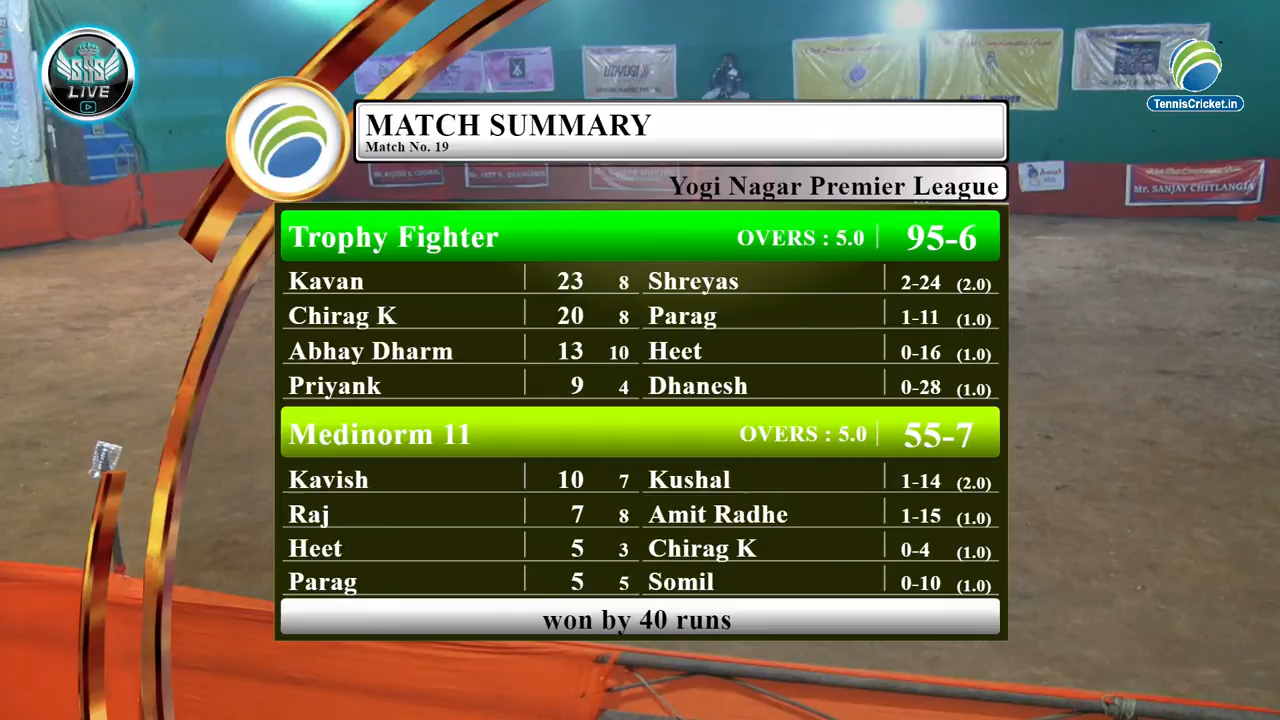 SHS
LIVE
TennisCricket.in
MATCH SUMMARY
Match No. 19
Yogi Nagar Premier League
Mr. SANJAY CHITLANGIA
Trophy Fighter OVERS : 5.0 95-6
Kavan 23 8 Shreyas 2-24 (2.0)
Chirag K 20 8 Parag 1-11 (1.0)
Abhay Dharm 13 10 Heet 0-16 (1.0)
Priyank 9 4 Dhanesh 0-28 (1.0)
Medinorm 11 OVERS : 5.0 55-7
Kavish 10 7 Kushal 1-14 (2.0)
Raj 7 8 Amit Radhe 1-15 (1.0)
Heet 5 3 Chirag K 0-4 (1.0)
Parag 5 5 Somil 0-10 (1.0)
won by 40 runs